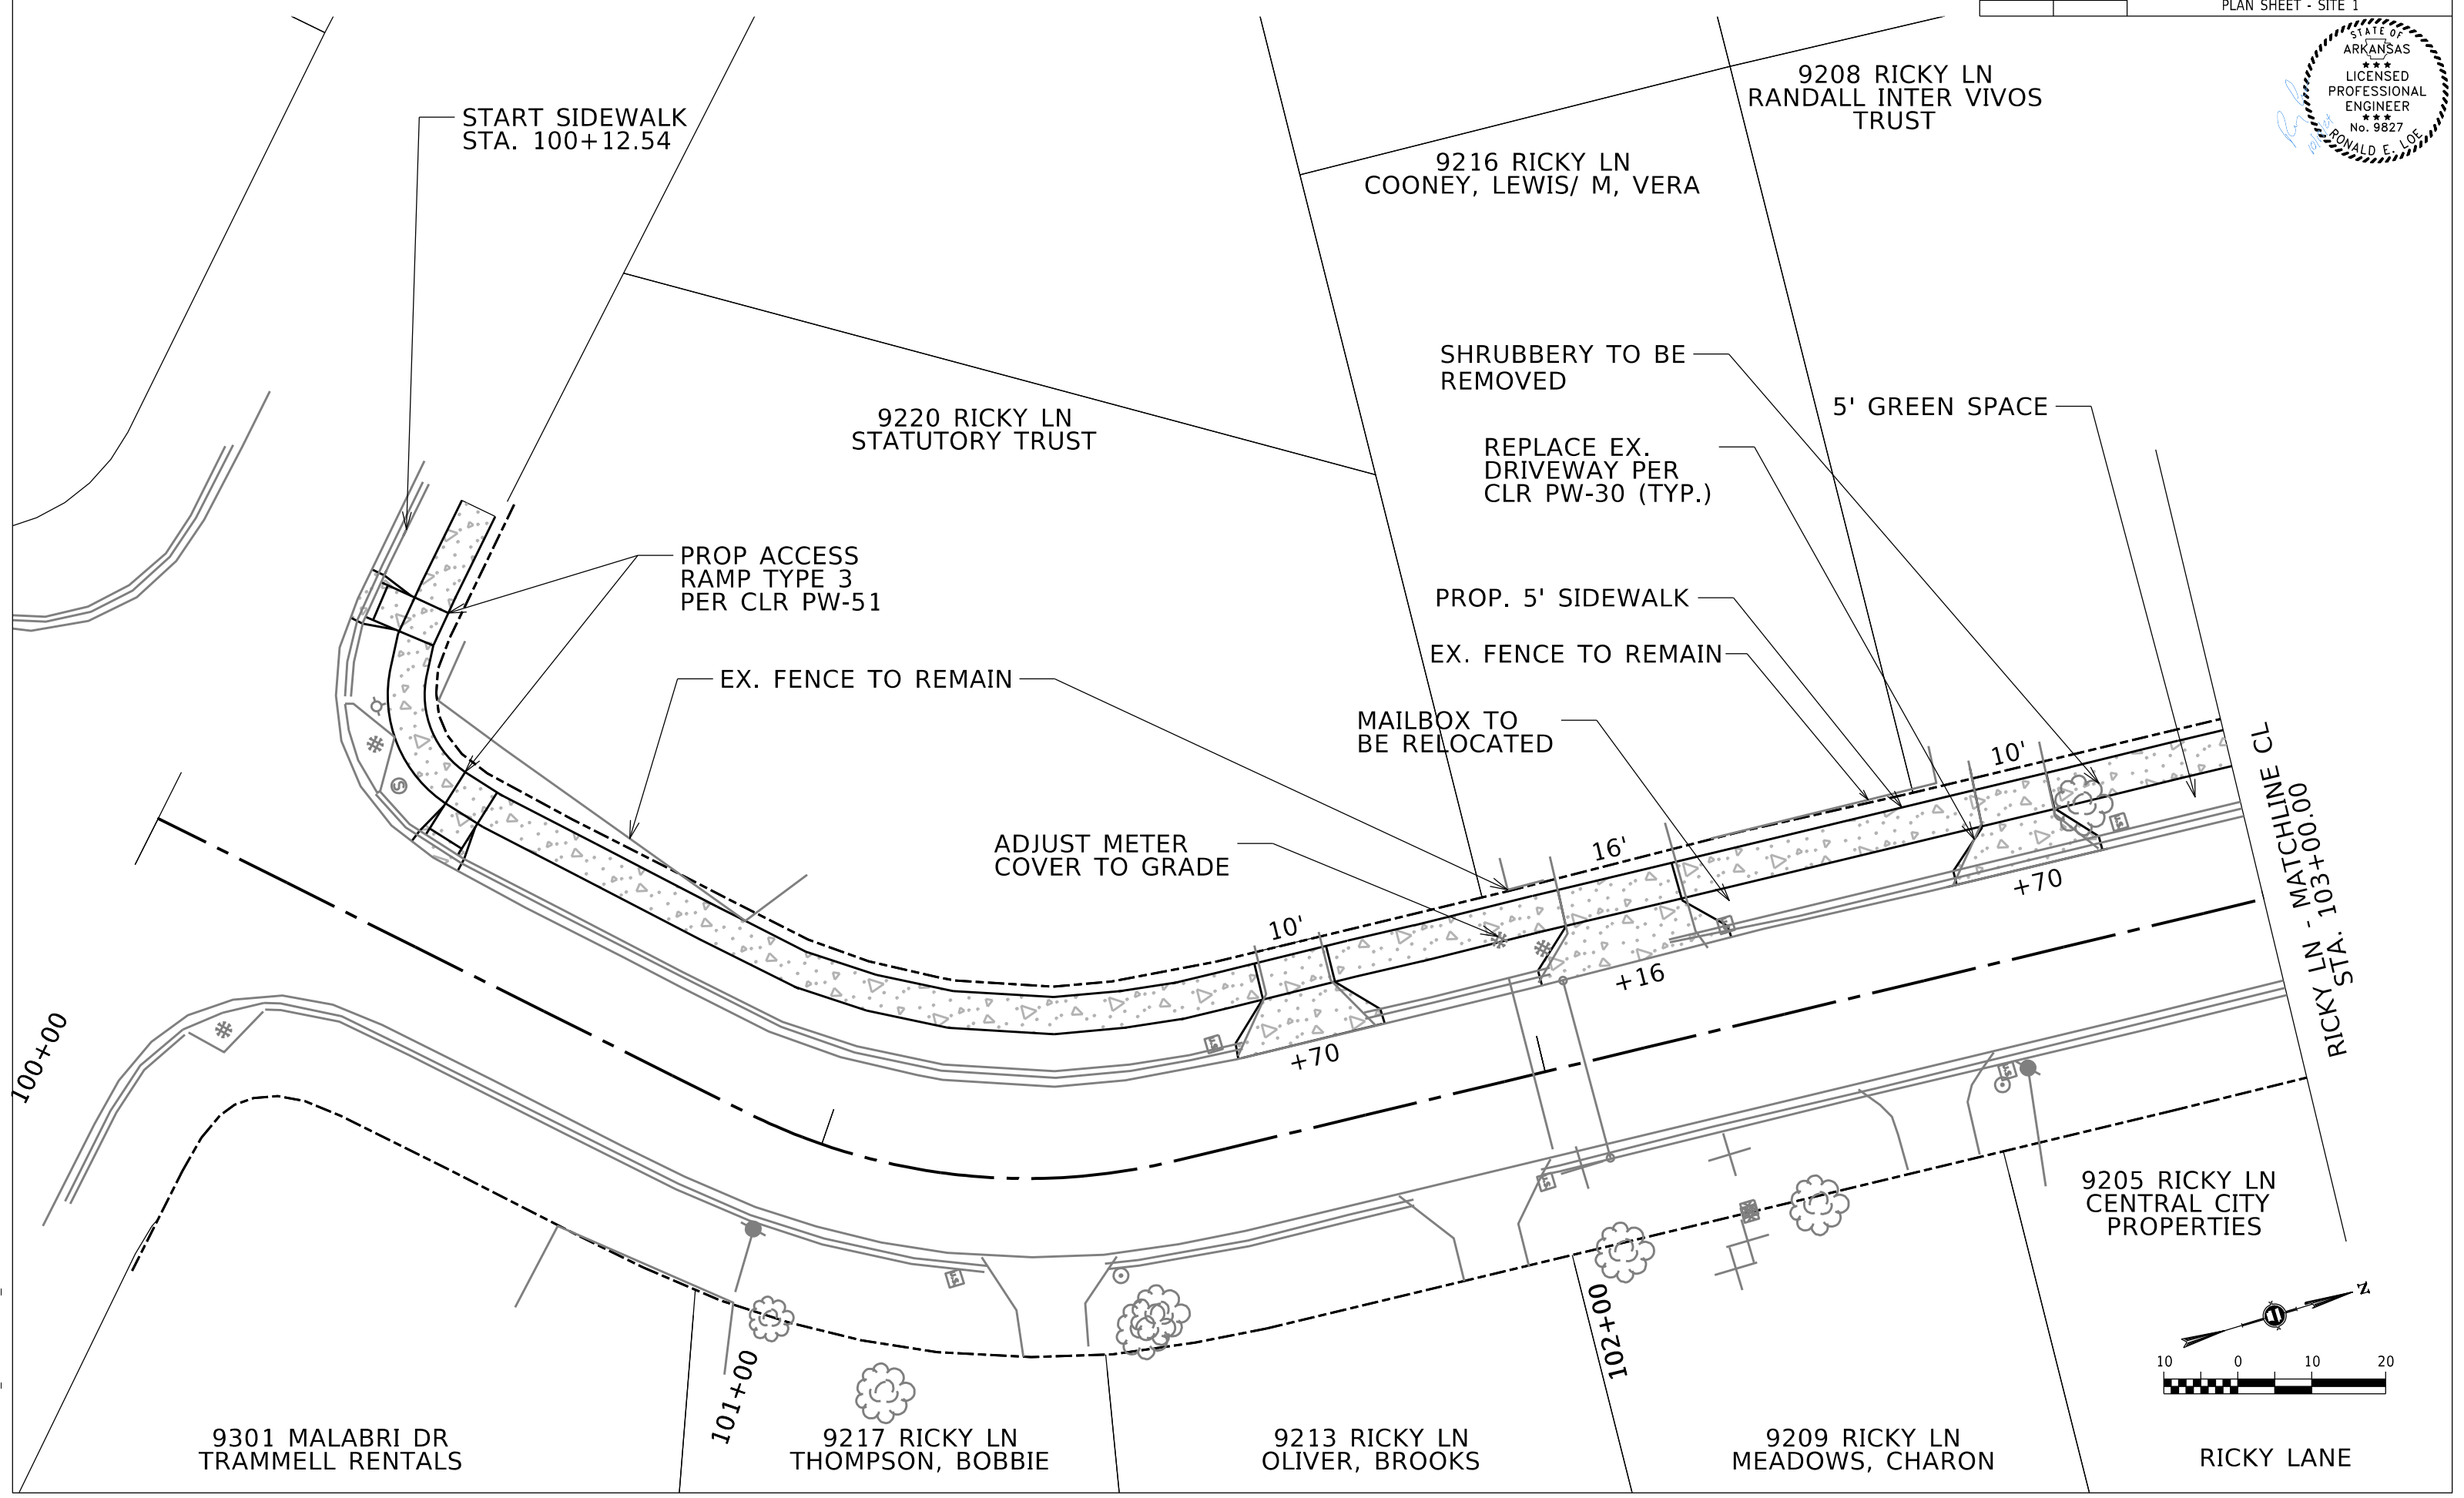 PLAN SHEET - SITE 1
STATE OF
ARKANSAS
★ ★ ★
LICENSED
PROFESSIONAL
ENGINEER
★ ★ ★
No. 9827
RONALD E. LOE
9208 RICKY LN
RANDALL INTER VIVOS
TRUST
START SIDEWALK
STA. 100+12.54
9216 RICKY LN
COONEY, LEWIS/ M, VERA
SHRUBBERY TO BE
REMOVED
5' GREEN SPACE
9220 RICKY LN
STATUTORY TRUST
REPLACE EX.
DRIVEWAY PER
CLR PW-30 (TYP.)
PROP ACCESS
RAMP TYPE 3
PER CLR PW-51
PROP. 5' SIDEWALK
EX. FENCE TO REMAIN
EX. FENCE TO REMAIN
MAILBOX TO
BE RELOCATED
10'
RICKY LN - MATCHLINE CL
STA. 103+00.00
ADJUST METER
COVER TO GRADE
16'
+70
10'
+16
+70
S
100+00
9205 RICKY LN
CENTRAL CITY
PROPERTIES
102+00
101+00
N
10 0 10 20
9301 MALABRI DR
TRAMMELL RENTALS
9217 RICKY LN
THOMPSON, BOBBIE
9213 RICKY LN
OLIVER, BROOKS
9209 RICKY LN
MEADOWS, CHARON
RICKY LANE